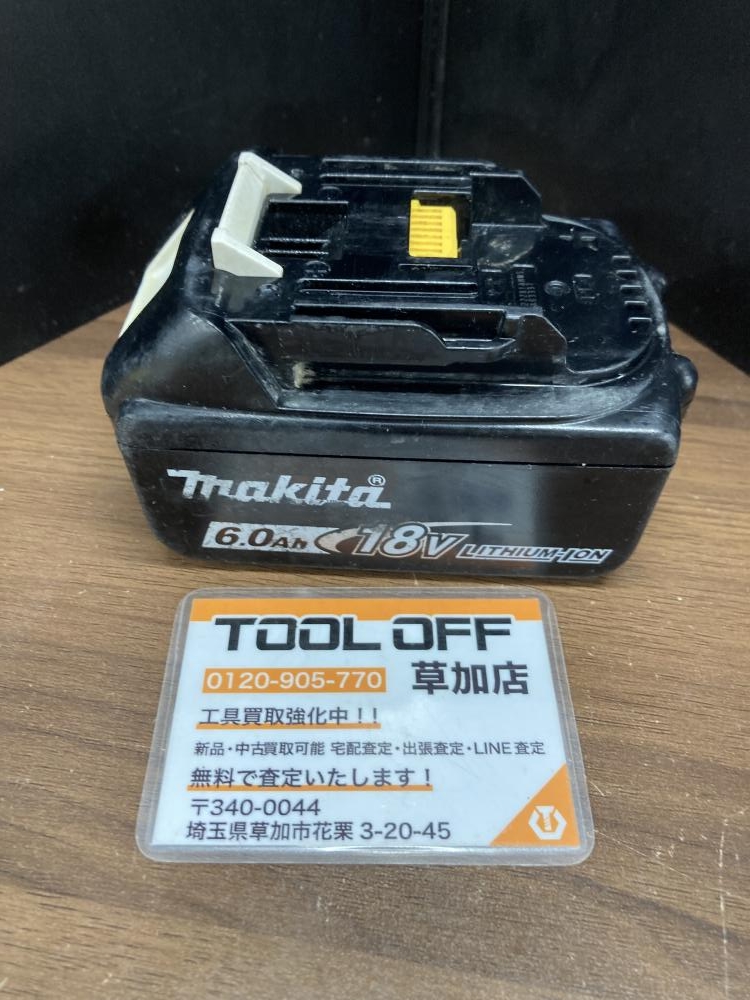 makita®
6.0Ah 18V LITHIUM-ION
TOOL OFF
0120-905-770 草加店
工具買取強化中!!
新品・中古買取可能 宅配査定・出張査定・LINE査定
無料で査定いたします!
〒340-0044
埼玉県草加市花栗 3-20-45